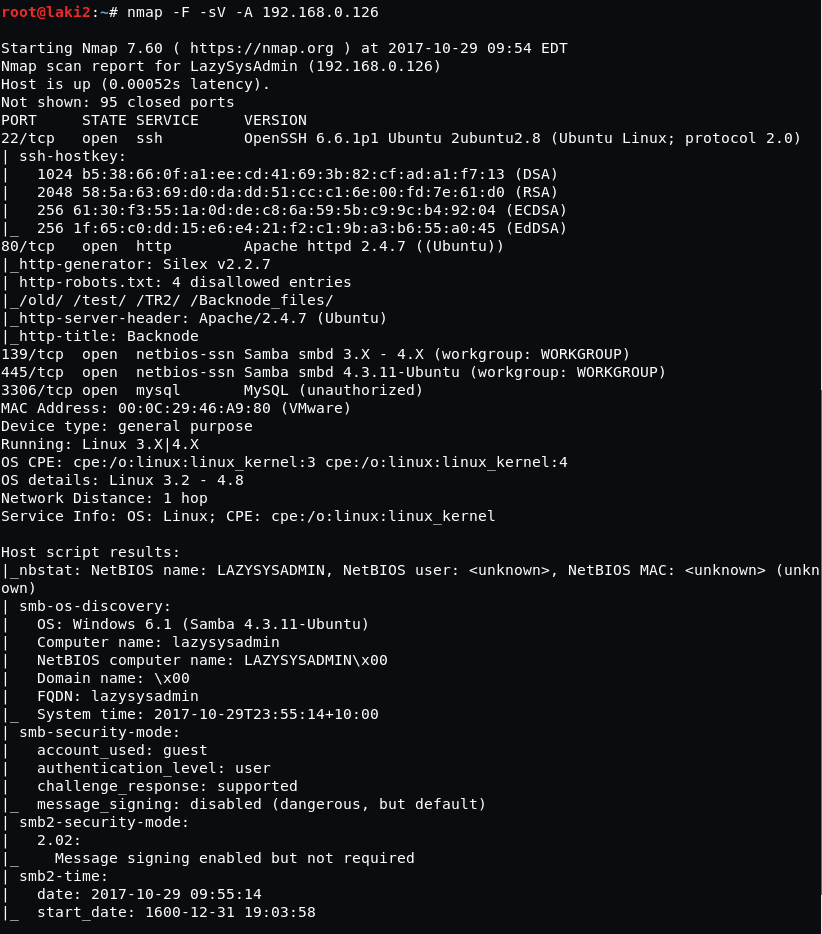 root@laki2:~# nmap -F -sV -A 192.168.0.126

Starting Nmap 7.60 ( https://nmap.org ) at 2017-10-29 09:54 EDT
Nmap scan report for LazySysAdmin (192.168.0.126)
Host is up (0.00052s latency).
Not shown: 95 closed ports
PORT     STATE SERVICE     VERSION
22/tcp   open  ssh         OpenSSH 6.6.1p1 Ubuntu 2ubuntu2.8 (Ubuntu Linux; protocol 2.0)
| ssh-hostkey:
|   1024 b5:38:66:0f:a1:ee:cd:41:69:3b:82:cf:ad:a1:f7:13 (DSA)
|   2048 58:5a:63:69:d0:da:dd:51:cc:c1:6e:00:fd:7e:61:d0 (RSA)
|   256 61:30:f3:55:1a:0d:de:c8:6a:59:5b:c9:9c:b4:92:04 (ECDSA)
|_  256 1f:65:c0:dd:15:e6:e4:21:f2:c1:9b:a3:b6:55:a0:45 (EdDSA)
80/tcp   open  http        Apache httpd 2.4.7 ((Ubuntu))
|_http-generator: Silex v2.2.7
| http-robots.txt: 4 disallowed entries
|_/old/ /test/ /TR2/ /Backnode_files/
|_http-server-header: Apache/2.4.7 (Ubuntu)
|_http-title: Backnode
139/tcp  open  netbios-ssn Samba smbd 3.X - 4.X (workgroup: WORKGROUP)
445/tcp  open  netbios-ssn Samba smbd 4.3.11-Ubuntu (workgroup: WORKGROUP)
3306/tcp open  mysql       MySQL (unauthorized)
MAC Address: 00:0C:29:46:A9:80 (VMware)
Device type: general purpose
Running: Linux 3.X|4.X
OS CPE: cpe:/o:linux:linux_kernel:3 cpe:/o:linux:linux_kernel:4
OS details: Linux 3.2 - 4.8
Network Distance: 1 hop
Service Info: OS: Linux; CPE: cpe:/o:linux:linux_kernel

Host script results:
|_nbstat: NetBIOS name: LAZYSYSADMIN, NetBIOS user: <unknown>, NetBIOS MAC: <unknown> (unkn
own)
| smb-os-discovery:
|   OS: Windows 6.1 (Samba 4.3.11-Ubuntu)
|   Computer name: lazysysadmin
|   NetBIOS computer name: LAZYSYSADMIN\x00
|   Domain name: \x00
|   FQDN: lazysysadmin
|_  System time: 2017-10-29T23:55:14+10:00
| smb-security-mode:
|   account_used: guest
|   authentication_level: user
|   challenge_response: supported
|_  message_signing: disabled (dangerous, but default)
| smb2-security-mode:
|   2.02:
|_    Message signing enabled but not required
| smb2-time:
|   date: 2017-10-29 09:55:14
|_  start_date: 1600-12-31 19:03:58